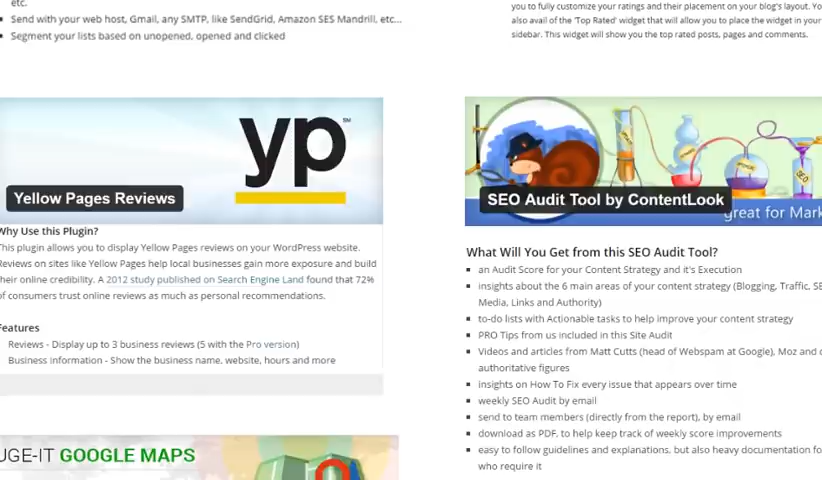 etc.
Send with your web host, Gmail, any SMTP, like SendGrid, Amazon SES Mandrill, etc...
Segment your lists based on unopened, opened and clicked
you to fully customize your ratings and their placement on your blog's layout. Yo
also avail of the 'Top Rated' widget that will allow you to place the widget in your
sidebar. This widget will show you the top rated posts, pages and comments.
yp
SM
Yellow Pages Reviews
Why Use this Plugin?
This plugin allows you to display Yellow Pages reviews on your WordPress website.
Reviews on sites like Yellow Pages help local businesses gain more exposure and build
their online credibility. A 2012 study published on Search Engine Land found that 72%
of consumers trust online reviews as much as personal recommendations.
Features
Reviews - Display up to 3 business reviews (5 with the Pro version)
Business information - Show the business name, website, hours and more
UGE-IT GOOGLE MAPS
SEO
SEO Audit Tool by ContentLook
great for Mark
What Will You Get from this SEO Audit Tool?
an Audit Score for your Content Strategy and it's Execution
insights about the 6 main areas of your content strategy (Blogging, Traffic, SE
Media, Links and Authority)
to-do lists with Actionable tasks to help improve your content strategy
PRO Tips from us included in this Site Audit
Videos and articles from Matt Cutts (head of Webspam at Google), Moz and o
authoritative figures
insights on How To Fix every issue that appears over time
weekly SEO Audit by email
send to team members (directly from the report), by email
download as PDF, to help keep track of weekly score improvements
easy to follow guidelines and explanations, but also heavy documentation fo
who require it